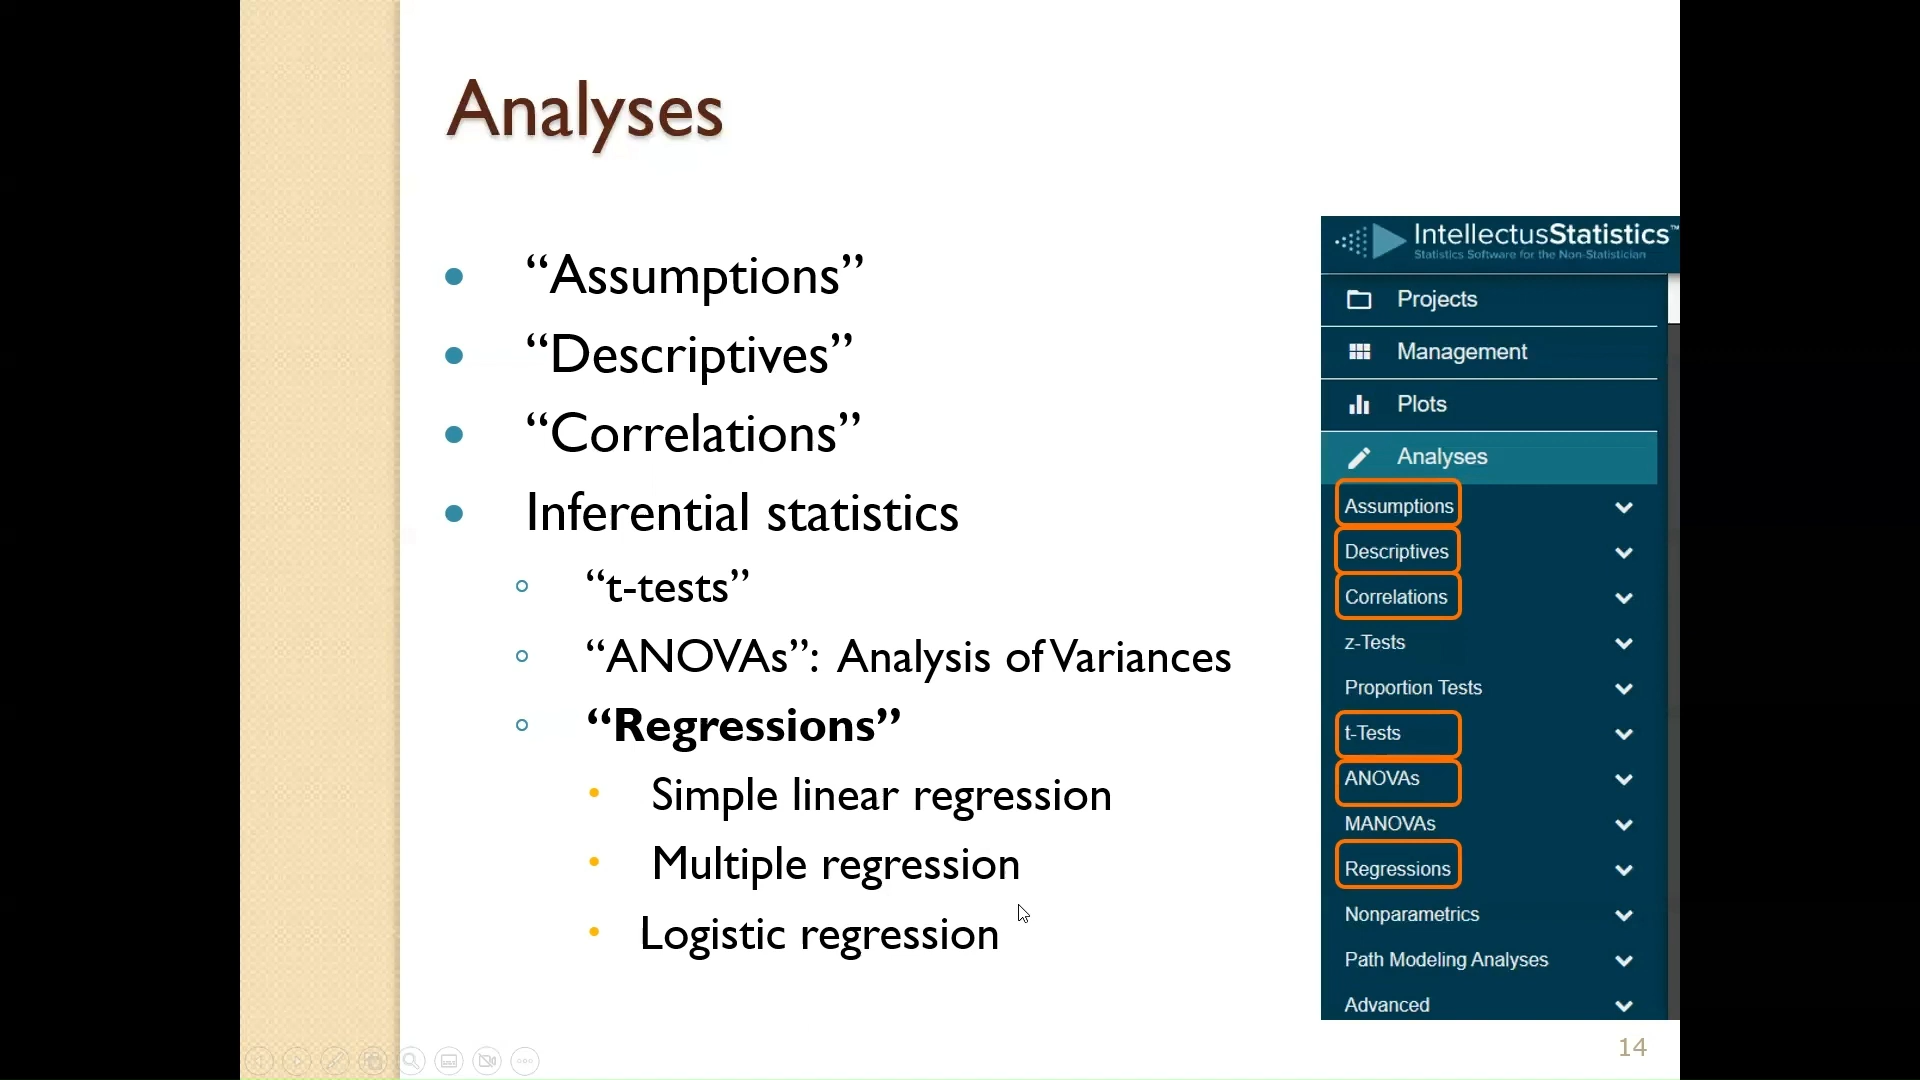 Analyses
“Assumptions”
“Descriptives”
“Correlations”
Inferential statistics
“t-tests”
“ANOVAs”: Analysis of Variances
“Regressions”
Simple linear regression
Multiple regression
Logistic regression
IntellectusStatistics™
Statistics Software for the Non-Statistician
Projects
Management
Plots
Analyses
Assumptions
Descriptives
Correlations
z-Tests
Proportion Tests
t-Tests
ANOVAs
MANOVAs
Regressions
Nonparametrics
Path Modeling Analyses
Advanced
14